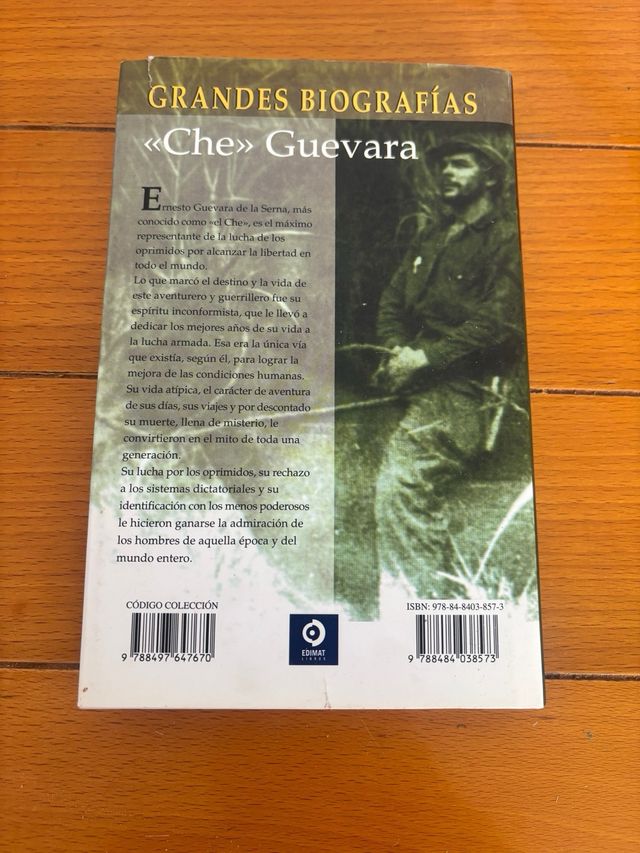 GRANDES BIOGRAFÍAS
«Che» Guevara
Ernesto Guevara de la Serna, más
conocido como «el Che», es el máximo
representante de la lucha de los
oprimidos por alcanzar la libertad en
todo el mundo.
Lo que marcó el destino y la vida de
este aventurero y guerrillero fue su
espíritu inconformista, que le llevó a
dedicar los mejores años de su vida a
la lucha armada. Esa era la única vía
que existía, según él, para lograr la
mejora de las condiciones humanas.
Su vida atípica, el carácter de aventura
de sus días, sus viajes y por descontado
su muerte, llena de misterio, le
convirtieron en el mito de toda una
generación.
Su lucha por los oprimidos, su rechazo
a los sistemas dictatoriales y su
identificación con los menos poderosos
le hicieron ganarse la admiración de
los hombres de aquella época y del
mundo entero.
CÓDIGO COLECCIÓN
9 788497 647670
EDIMAT
LIBROS
ISBN: 978-84-8403-857-3
9 788484 038573